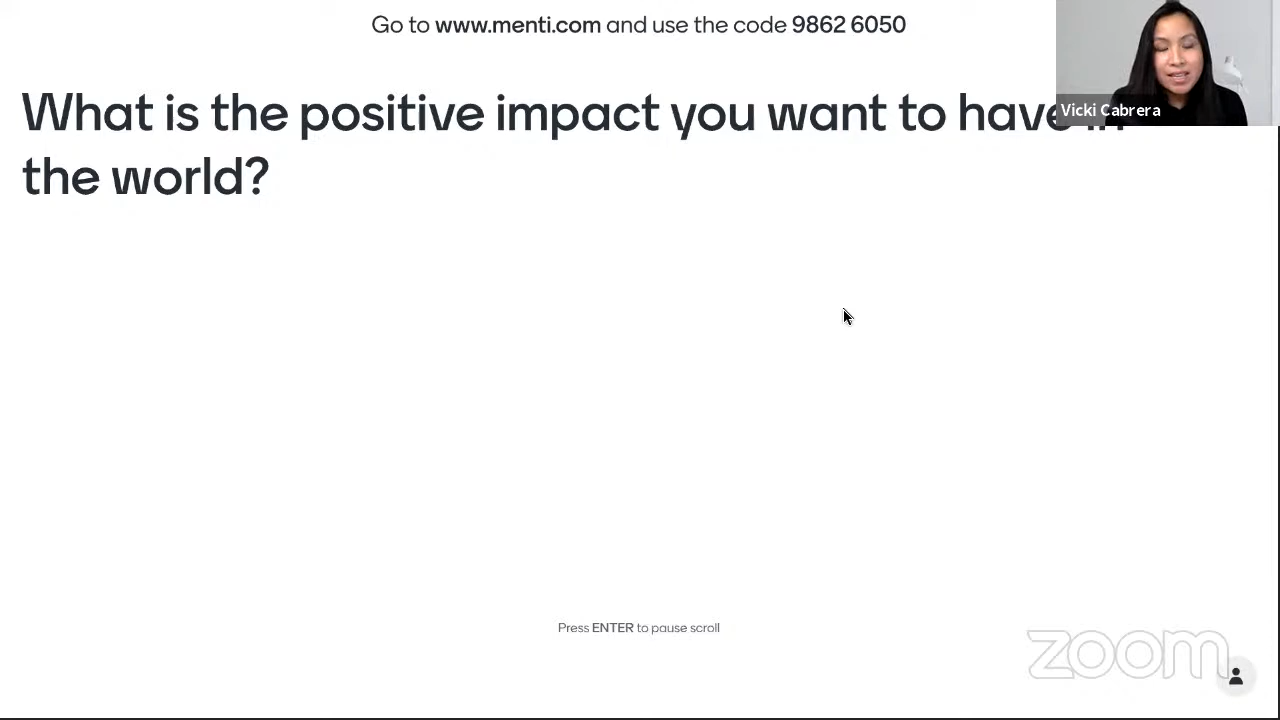 Go to www.menti.com and use the code 9862 6050
What is the positive impact you want to have in
the world?
Vicki Cabrera
Press ENTER to pause scroll
zoom